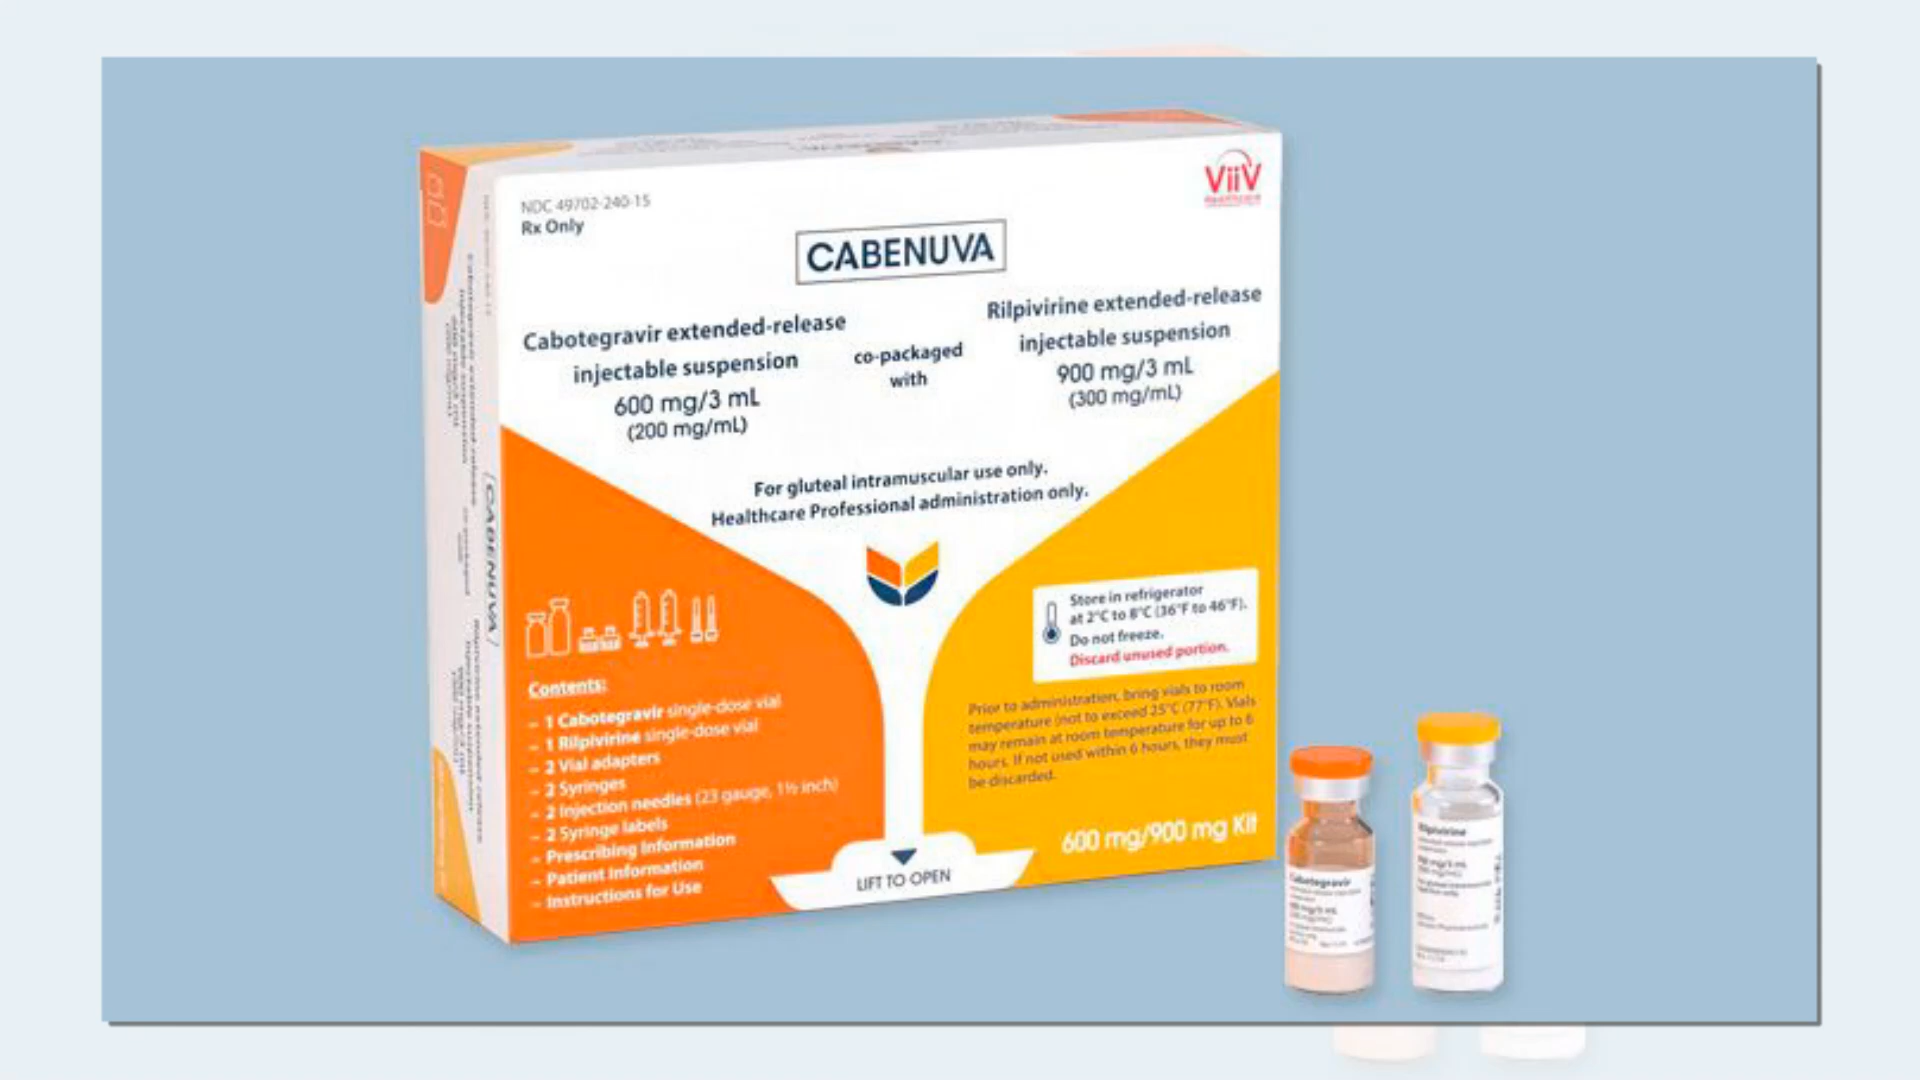 NDC 49702-240-15
Rx Only
ViiV
Healthcare
CABENUVA
Cabotegravir extended-release
injectable suspension
600 mg/3 mL
(200 mg/mL)
co-packaged
with
Rilpivirine extended-release
injectable suspension
900 mg/3 mL
(300 mg/mL)
For gluteal intramuscular use only.
Healthcare Professional administration only.
Store in refrigerator
at 2°C to 8°C (36°F to 46°F).
Do not freeze.
Discard unused portion.
Contents:
- 1 Cabotegravir single-dose vial
- 1 Rilpivirine single-dose vial
- 2 Vial adapters
- 2 Syringes
- 2 Injection needles (23 gauge, 1½ inch)
- 2 Syringe labels
- Prescribing Information
- Patient Information
- Instructions for Use
Prior to administration, bring vials to room
temperature (not to exceed 25°C (77°F). Vials
may remain at room temperature for up to 6
hours. If not used within 6 hours, they must
be discarded.
600 mg/900 mg Kit
LIFT TO OPEN
CABENUVA
Cabotegravir
Rilpivirine